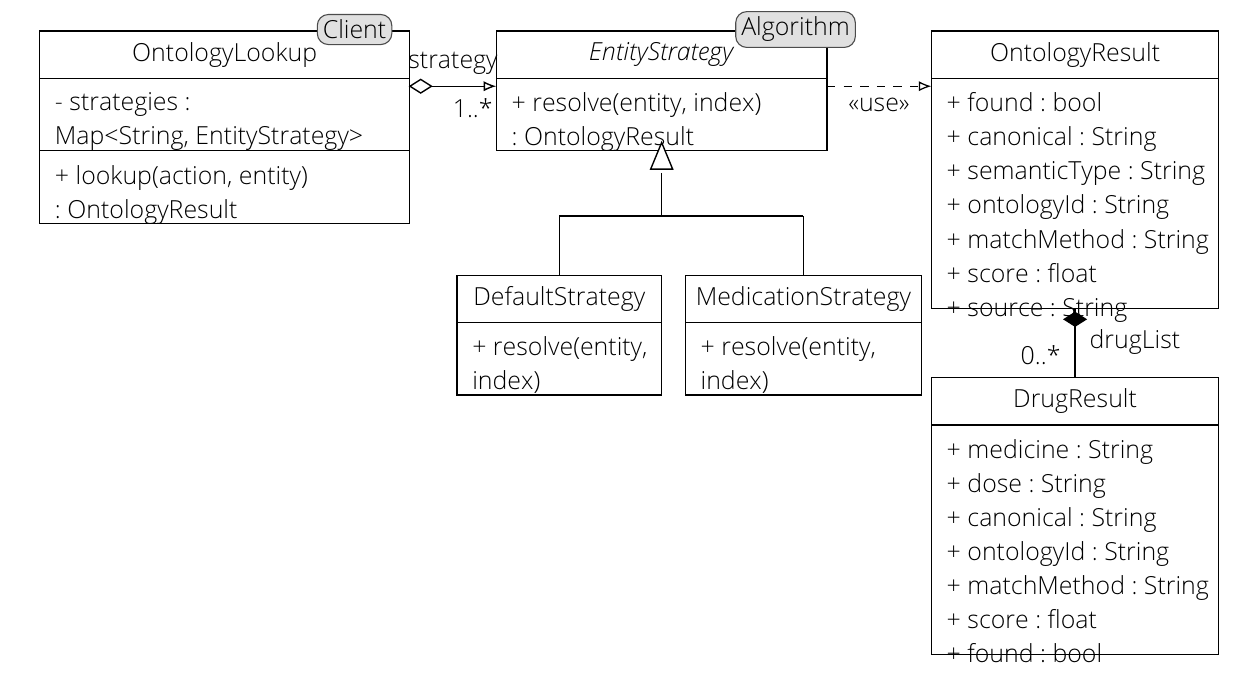 Client
OntologyLookup
- strategies :
Map<String, EntityStrategy>
+ lookup(action, entity)
: OntologyResult
strategy
1..*
Algorithm
EntityStrategy
+ resolve(entity, index)
: OntologyResult
«use»
OntologyResult
+ found : bool
+ canonical : String
+ semanticType : String
+ ontologyId : String
+ matchMethod : String
+ score : float
+ source : String
DefaultStrategy
+ resolve(entity,
index)
MedicationStrategy
+ resolve(entity,
index)
drugList
0..*
DrugResult
+ medicine : String
+ dose : String
+ canonical : String
+ ontologyId : String
+ matchMethod : String
+ score : float
+ found : bool